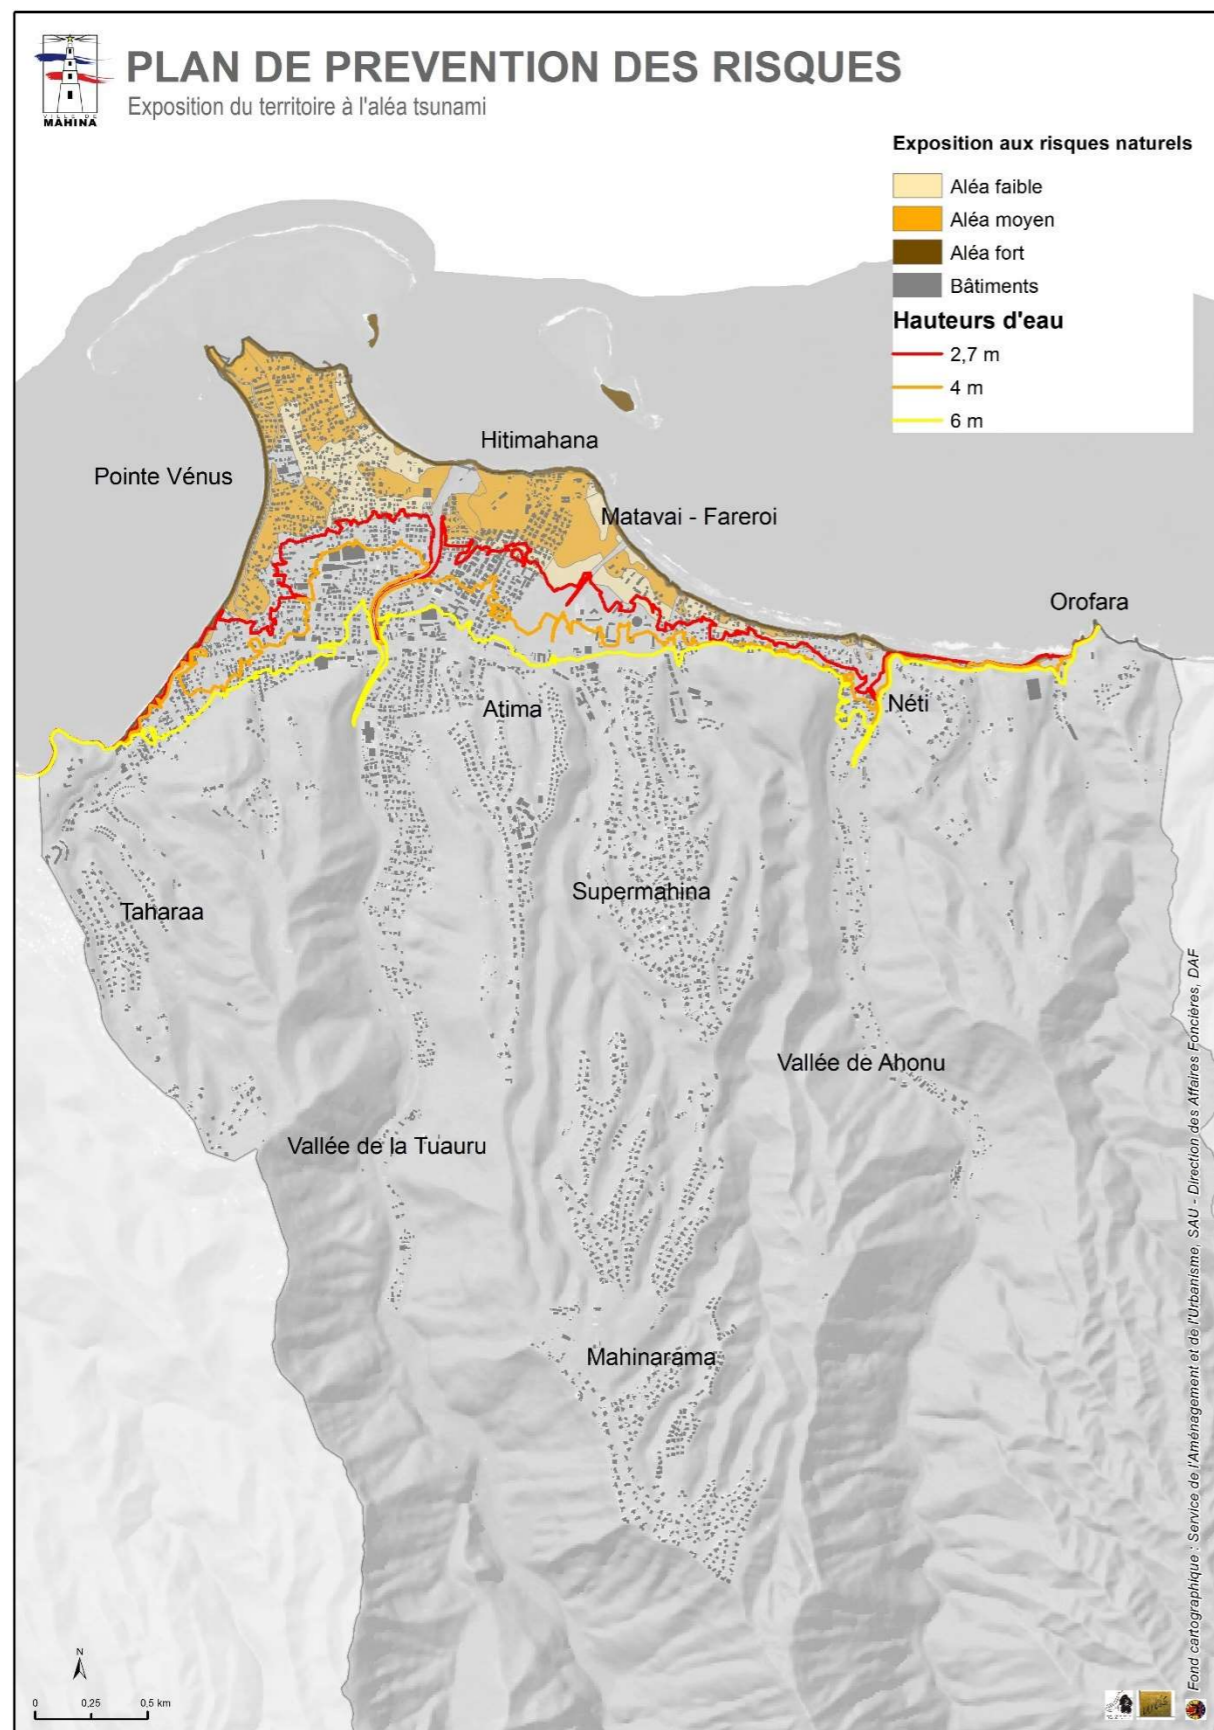 PLAN DE PREVENTION DES RISQUES
Exposition du territoire à l'aléa tsunami
VILLE DE
MAHINA
Exposition aux risques naturels
Aléa faible
Aléa moyen
Aléa fort
Bâtiments
Hauteurs d'eau
2,7 m
4 m
6 m
Hitimahana
Pointe Vénus
Matavai - Fareroi
Orofara
Néti
Atima
Supermahina
Taharaa
Vallée de Ahonu
Vallée de la Tuauru
Mahinarama
Fond cartographique : Service de l'Aménagement et de l'Urbanisme, SAU - Direction des Affaires Foncières, DAF
N
0 0,25 0,5 km